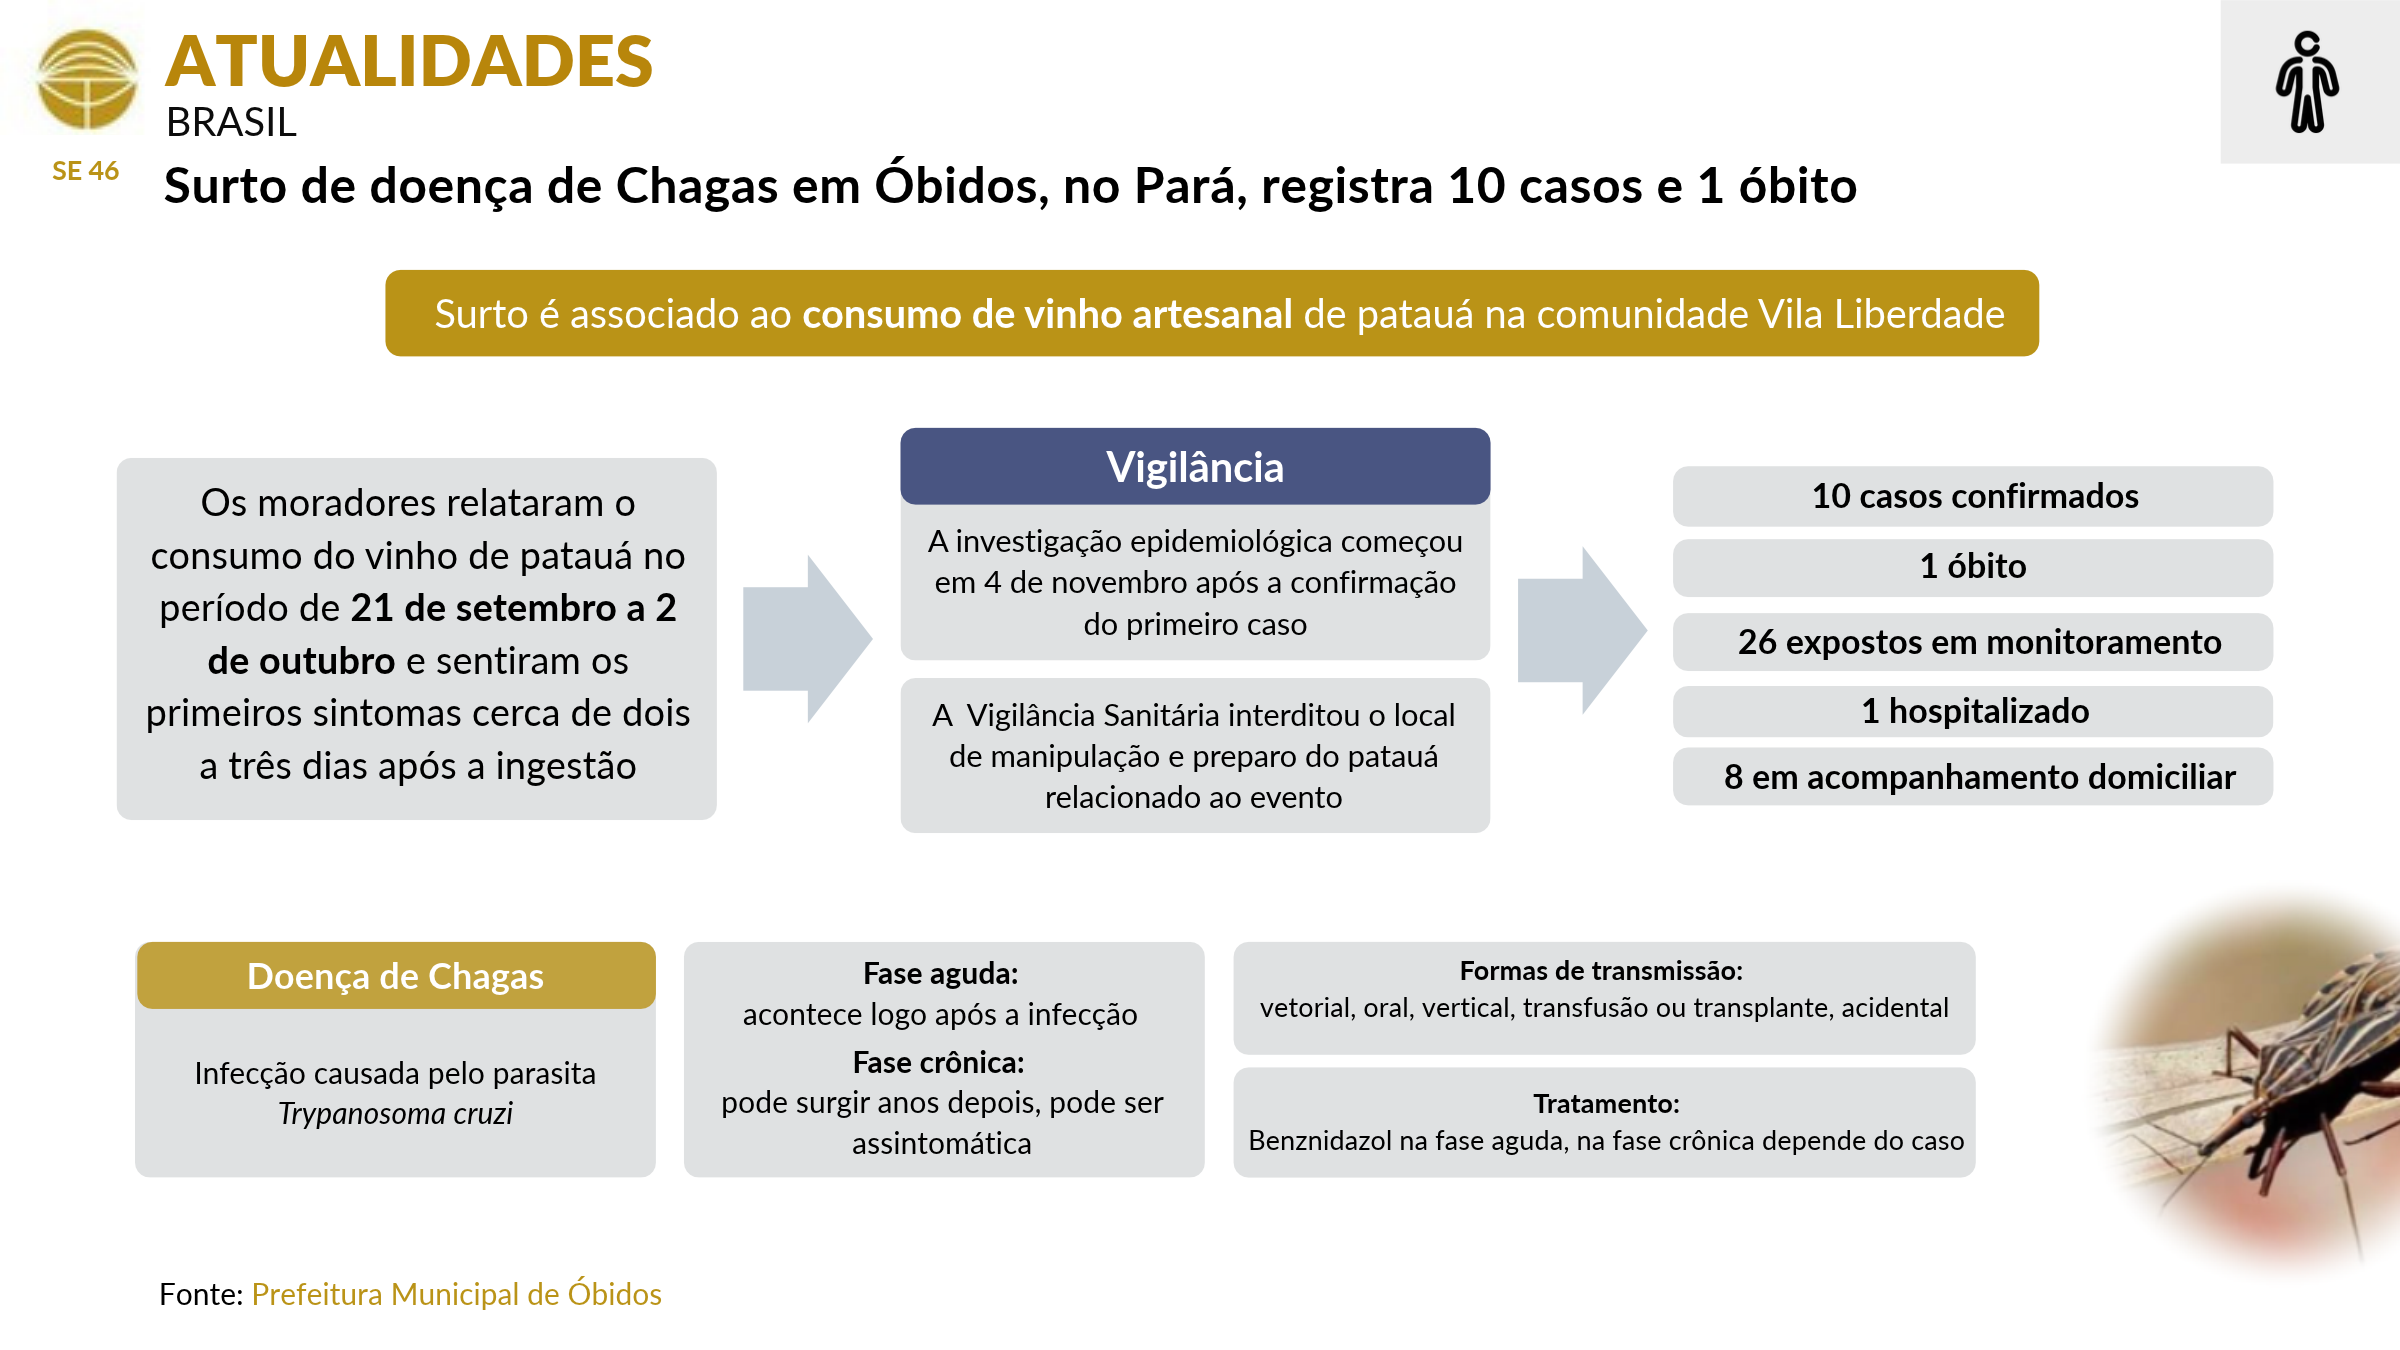 ATUALIDADES
BRASIL
SE 46
Surto de doença de Chagas em Óbidos, no Pará, registra 10 casos e 1 óbito
Surto é associado ao consumo de vinho artesanal de patauá na comunidade Vila Liberdade
Os moradores relataram o
consumo do vinho de patauá no
período de 21 de setembro a 2
de outubro e sentiram os
primeiros sintomas cerca de dois
a três dias após a ingestão
Vigilância
A investigação epidemiológica começou
em 4 de novembro após a confirmação
do primeiro caso
A Vigilância Sanitária interditou o local
de manipulação e preparo do patauá
relacionado ao evento
10 casos confirmados
1 óbito
26 expostos em monitoramento
1 hospitalizado
8 em acompanhamento domiciliar
Doença de Chagas
Infecção causada pelo parasita
Trypanosoma cruzi
Fase aguda:
acontece logo após a infecção
Fase crônica:
pode surgir anos depois, pode ser
assintomática
Formas de transmissão:
vetorial, oral, vertical, transfusão ou transplante, acidental
Tratamento:
Benznidazol na fase aguda, na fase crônica depende do caso
Fonte: Prefeitura Municipal de Óbidos